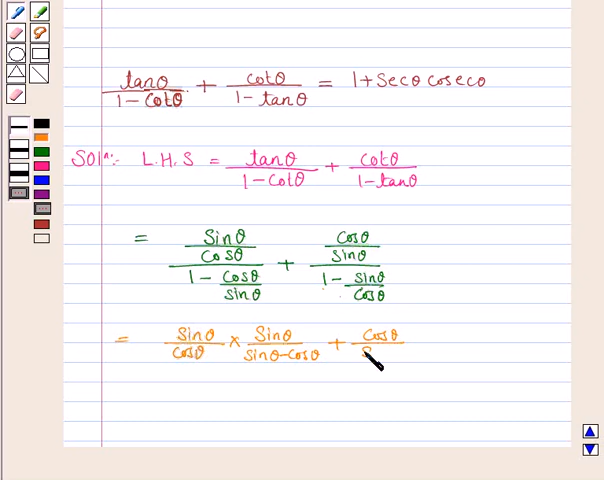 tanθ/1-cotθ + cotθ/1-tanθ = 1+secθ cosecθ
Solⁿ:- L.H.S = tanθ/1-cotθ + cotθ/1-tanθ
= sinθ/cosθ/1-cosθ/sinθ + cosθ/sinθ/1-sinθ/cosθ
= sinθ/cosθ × sinθ/sinθ-cosθ + cosθ/s